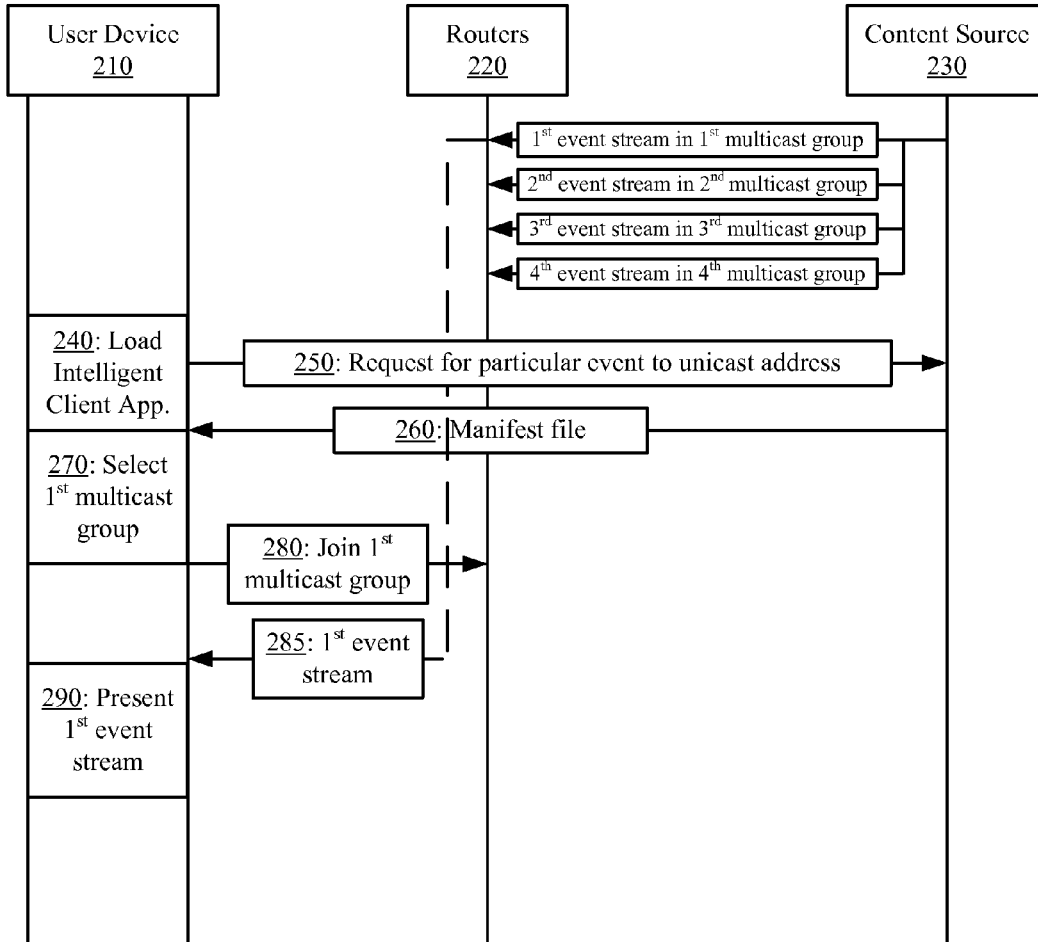 User Device
210
Routers
220
Content Source
230
1st event stream in 1st multicast group
2nd event stream in 2nd multicast group
3rd event stream in 3rd multicast group
4th event stream in 4th multicast group
240: Load
Intelligent
Client App.
250: Request for particular event to unicast address
260: Manifest file
270: Select
1st multicast
group
280: Join 1st
multicast group
285: 1st event
stream
290: Present
1st event
stream